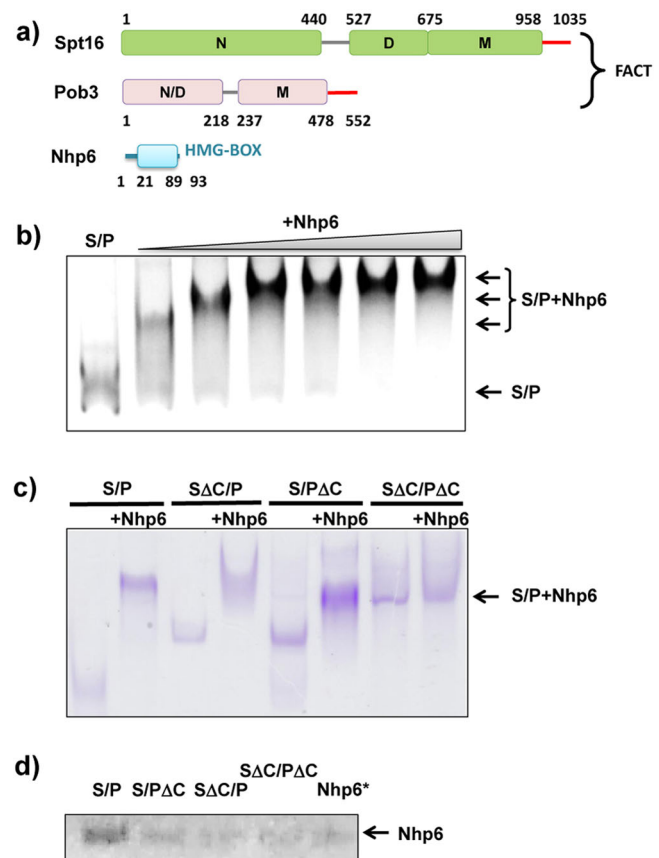 a)
1 440 527 675 958 1035
Spt16 N D M
FACT
Pob3 N/D M
1 218 237 478 552
Nhp6 HMG-BOX
1 21 89 93
b)
+Nhp6
S/P
S/P+Nhp6
S/P
c)
S/P SΔC/P S/PΔC SΔC/PΔC
+Nhp6 +Nhp6 +Nhp6 +Nhp6
S/P+Nhp6
d)
SΔC/PΔC
S/P S/PΔC SΔC/P Nhp6*
Nhp6